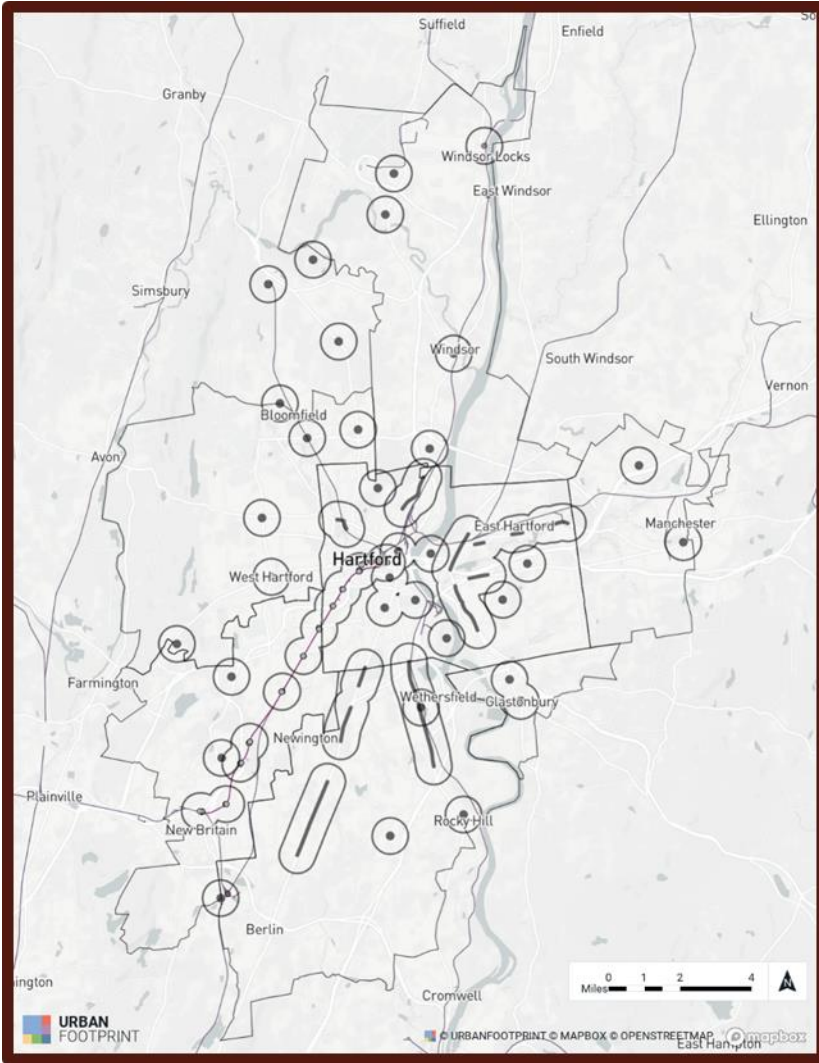 Suffield
So
Enfield
Granby
Windsor Locks
East Windsor
Ellington
Simsbury
Windsor
South Windsor
Vernon
Bloomfield
Avon
East Hartford
Manchester
Hartford
West Hartford
Farmington
Wethersfield
Glastonbury
Newington
Plainville
New Britain
Rocky Hill
Berlin
ington
Cromwell
0 1 2 4
Miles
N
URBAN
FOOTPRINT
© URBANFOOTPRINT © MAPBOX © OPENSTREETMAP
mapbox
East Hampton